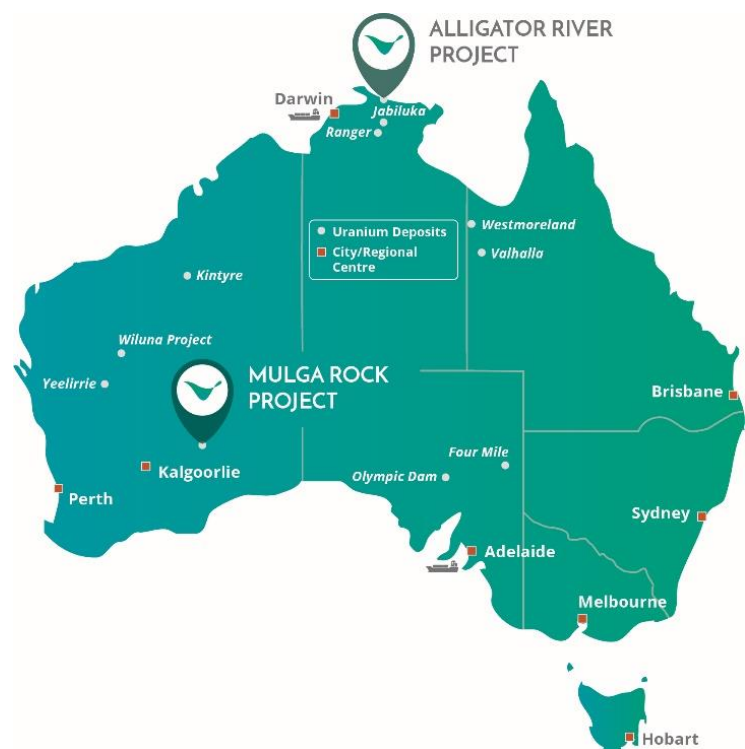 ALLIGATOR RIVER
PROJECT
Darwin
Jabiluka
Ranger
Westmoreland
Uranium Deposits
City/Regional
Centre
Valhalla
Kintyre
Wiluna Project
MULGA ROCK
PROJECT
Yeelirrie
Brisbane
Four Mile
Kalgoorlie
Olympic Dam
Perth
Sydney
Adelaide
Melbourne
Hobart